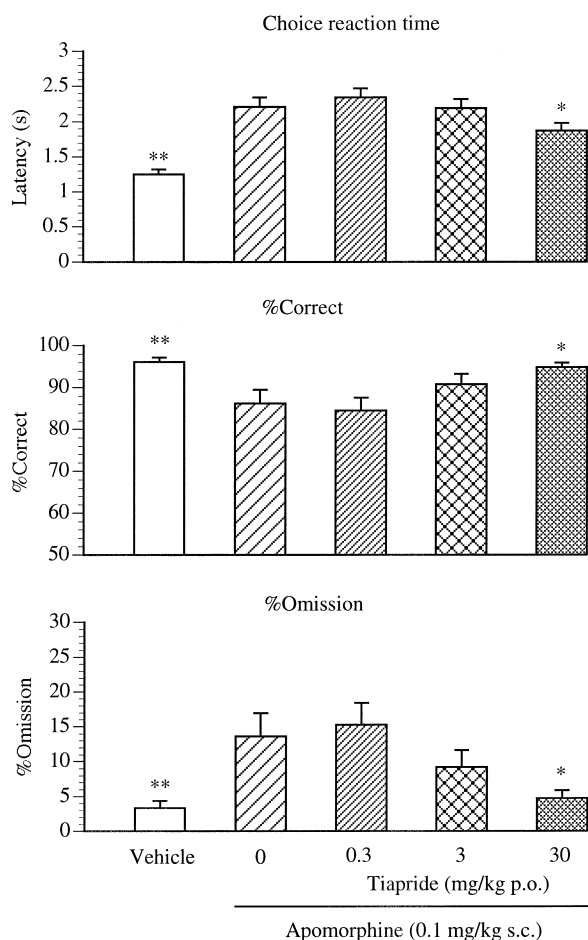 Choice reaction time
3
2.5
2
1.5
1
0.5
0
Latency (s)
**
*
%Correct
100
90
80
70
60
50
%Correct
**
*
%Omission
30
25
20
15
10
5
0
%Omission
**
*
Vehicle 0 0.3 3 30
Tiapride (mg/kg p.o.)
Apomorphine (0.1 mg/kg s.c.)